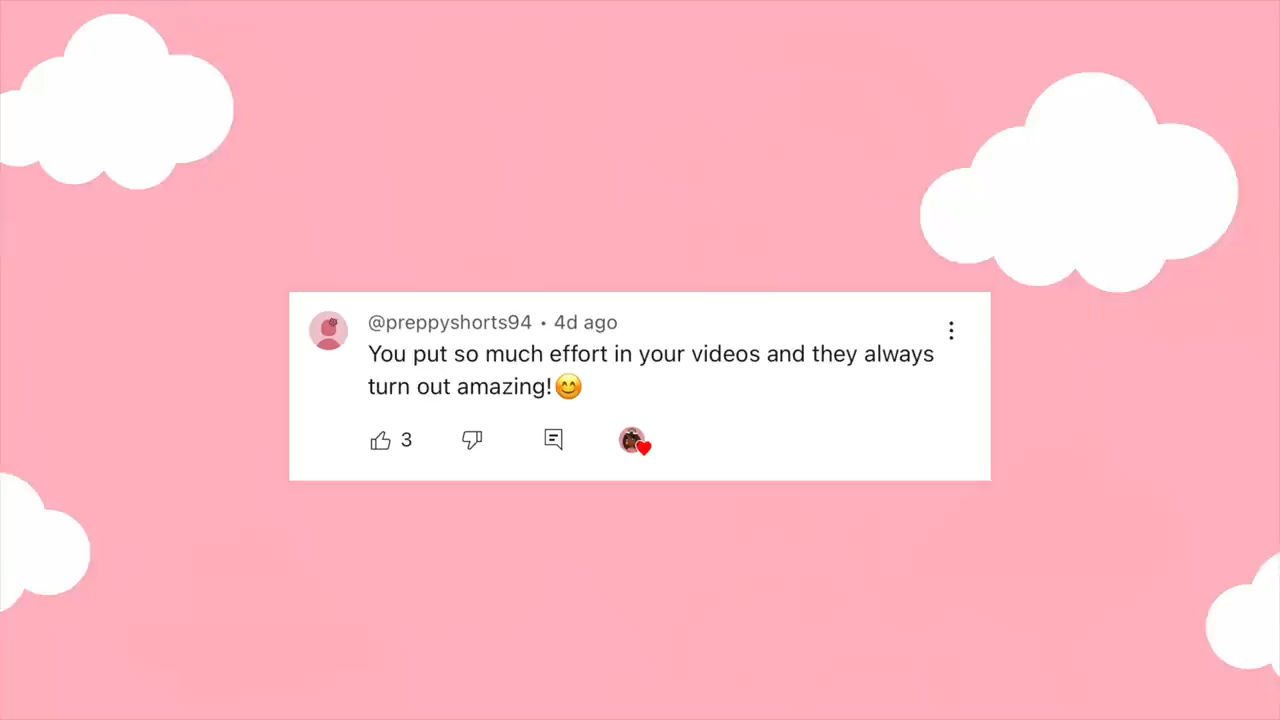 @preppyshorts94 • 4d ago
You put so much effort in your videos and they always
turn out amazing!😊
3